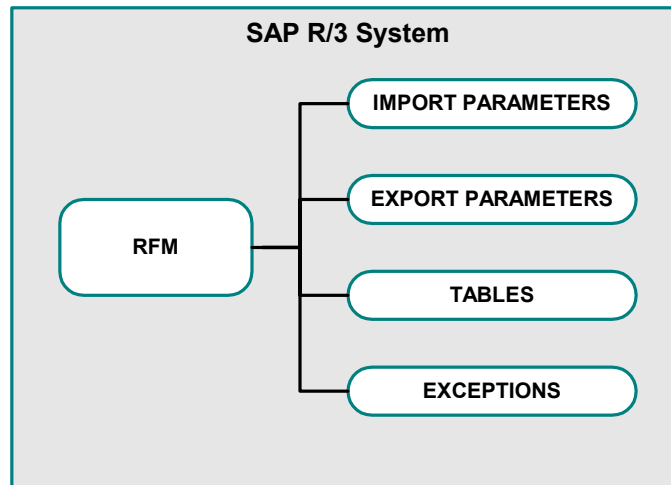 SAP R/3 System
IMPORT PARAMETERS
EXPORT PARAMETERS
RFM
TABLES
EXCEPTIONS